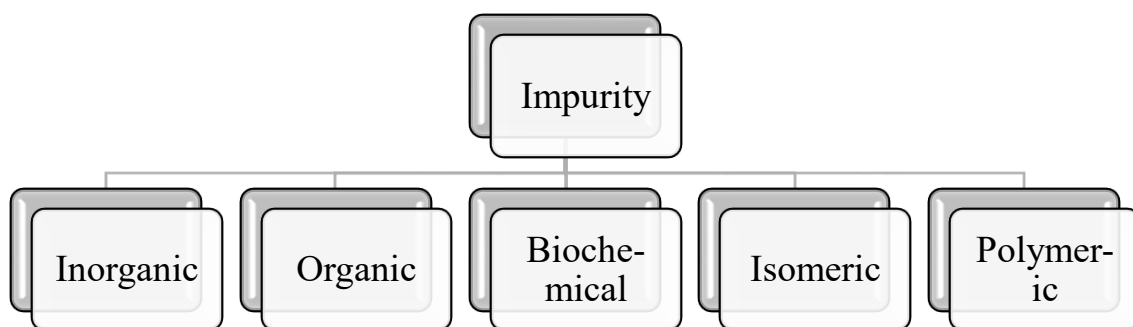 Impurity
Inorganic
Organic
Bioche-
mical
Isomeric
Polymer-
ic